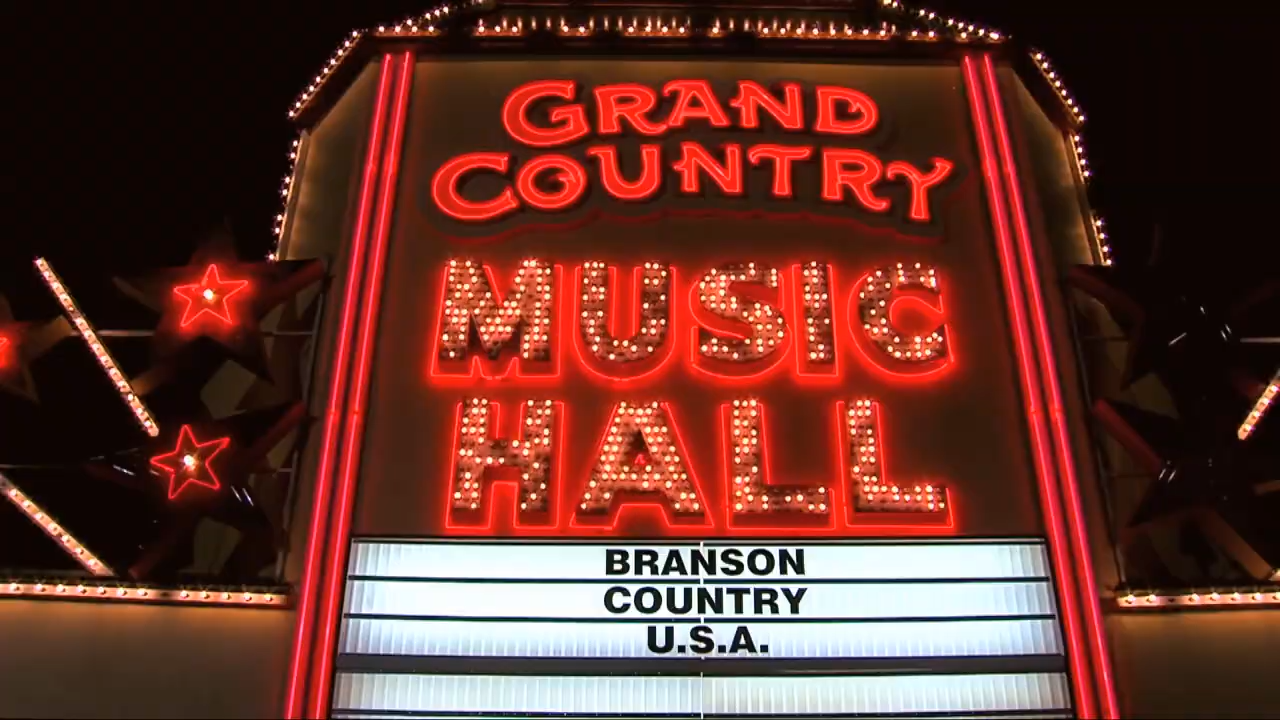 GRAND
COUNTRY
MUSIC
HALL
BRANSON
COUNTRY
U.S.A.